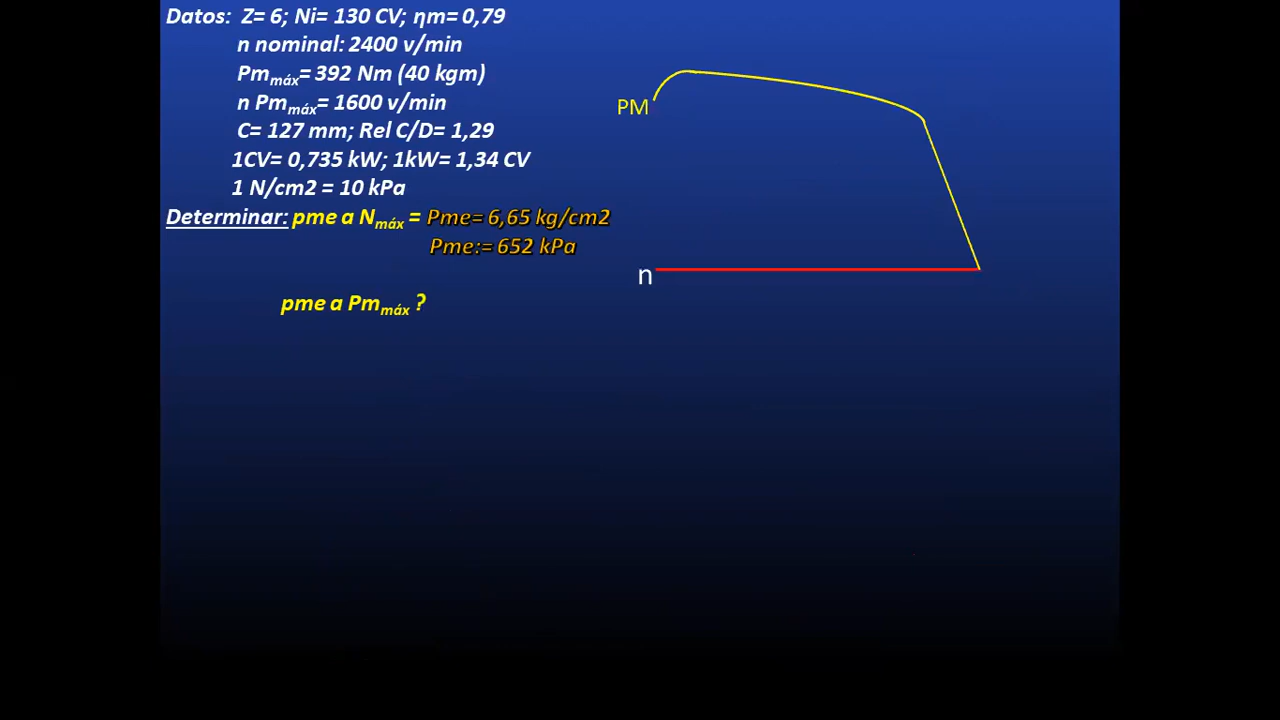 Datos: Z= 6; Ni= 130 CV; ηm= 0,79
n nominal: 2400 v/min
Pmmáx= 392 Nm (40 kgm)
n Pmmáx= 1600 v/min
C= 127 mm; Rel C/D= 1,29
1CV= 0,735 kW; 1kW= 1,34 CV
1 N/cm2 = 10 kPa
Determinar: pme a Nmáx = Pme= 6,65 kg/cm2
Pme:= 652 kPa
pme a Pmmáx ?
PM
n